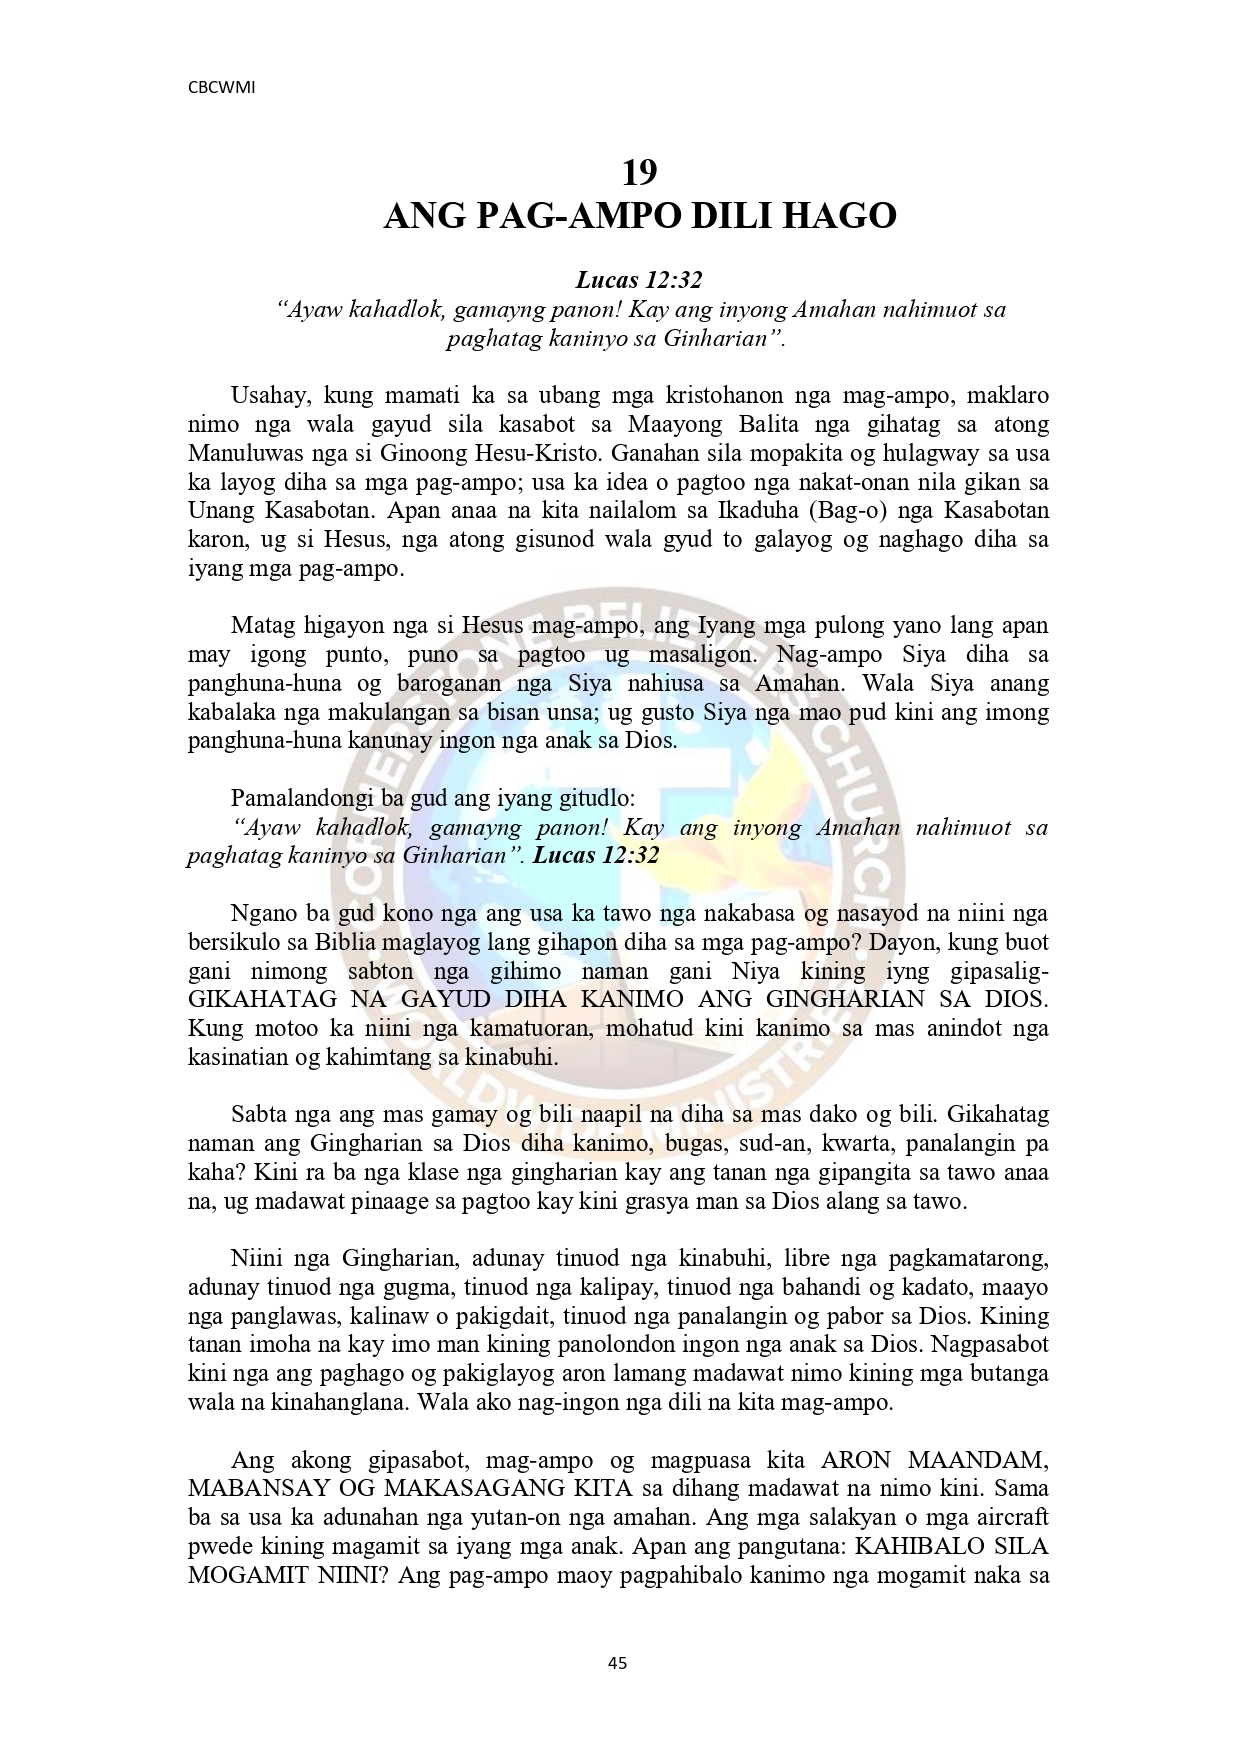 CBCWMI
19
ANG PAG-AMPO DILI HAGO
Lucas 12:32
“Ayaw kahadlok, gamayng panon! Kay ang inyong Amahan nahimuot sa
paghatag kaninyo sa Ginharian”.
Usahay, kung mamati ka sa ubang mga kristohanon nga mag-ampo, maklaro
nimo nga wala gayud sila kasabot sa Maayong Balita nga gihatag sa atong
Manuluwas nga si Ginoong Hesu-Kristo. Ganahan sila mopakita og hulagway sa usa
ka layog diha sa mga pag-ampo; usa ka idea o pagtoo nga nakat-onan nila gikan sa
Unang Kasabotan. Apan anaa na kita nailalom sa Ikaduha (Bag-o) nga Kasabotan
karon, ug si Hesus, nga atong gisunod wala gyud to galayog og naghago diha sa
iyang mga pag-ampo.
Matag higayon nga si Hesus mag-ampo, ang Iyang mga pulong yano lang apan
may igong punto, puno sa pagtoo ug masaligon. Nag-ampo Siya diha sa
panghuna-huna og baroganan nga Siya nahiusa sa Amahan. Wala Siya anang
kabalaka nga makulangan sa bisan unsa; ug gusto Siya nga mao pud kini ang imong
panghuna-huna kanunay ingon nga anak sa Dios.
Pamalandongi ba gud ang iyang gitudlo:
“Ayaw kahadlok, gamayng panon! Kay ang inyong Amahan nahimuot sa
paghatag kaninyo sa Ginharian”. Lucas 12:32
Ngano ba gud kono nga ang usa ka tawo nga nakabasa og nasayod na niini nga
bersikulo sa Biblia maglayog lang gihapon diha sa mga pag-ampo? Dayon, kung buot
gani nimong sabton nga gihimo naman gani Niya kining iyng gipasalig-
GIKAHATAG NA GAYUD DIHA KANIMO ANG GINGHARIAN SA DIOS.
Kung motoo ka niini nga kamatuoran, mohatud kini kanimo sa mas anindot nga
kasinatian og kahimtang sa kinabuhi.
Sabta nga ang mas gamay og bili naapil na diha sa mas dako og bili. Gikahatag
naman ang Gingharian sa Dios diha kanimo, bugas, sud-an, kwarta, panalangin pa
kaha? Kini ra ba nga klase nga gingharian kay ang tanan nga gipangita sa tawo anaa
na, ug madawat pinaage sa pagtoo kay kini grasya man sa Dios alang sa tawo.
Niini nga Gingharian, adunay tinuod nga kinabuhi, libre nga pagkamatarong,
adunay tinuod nga gugma, tinuod nga kalipay, tinuod nga bahandi og kadato, maayo
nga panglawas, kalinaw o pakigdait, tinuod nga panalangin og pabor sa Dios. Kining
tanan imoha na kay imo man kining panolondon ingon nga anak sa Dios. Nagpasabot
kini nga ang paghago og pakiglayog aron lamang madawat nimo kining mga butanga
wala na kinahanglana. Wala ako nag-ingon nga dili na kita mag-ampo.
Ang akong gipasabot, mag-ampo og magpuasa kita ARON MAANDAM,
MABANSAY OG MAKASAGANG KITA sa dihang madawat na nimo kini. Sama
ba sa usa ka adunahan nga yutan-on nga amahan. Ang mga salakyan o mga aircraft
pwede kining magamit sa iyang mga anak. Apan ang pangutana: KAHIBALO SILA
MOGAMIT NIINI? Ang pag-ampo maoy pagpahibalo kanimo nga mogamit naka sa
CORNERSTONE BELIEVERS CHURCH
WORLDWIDE MINISTRIES
45